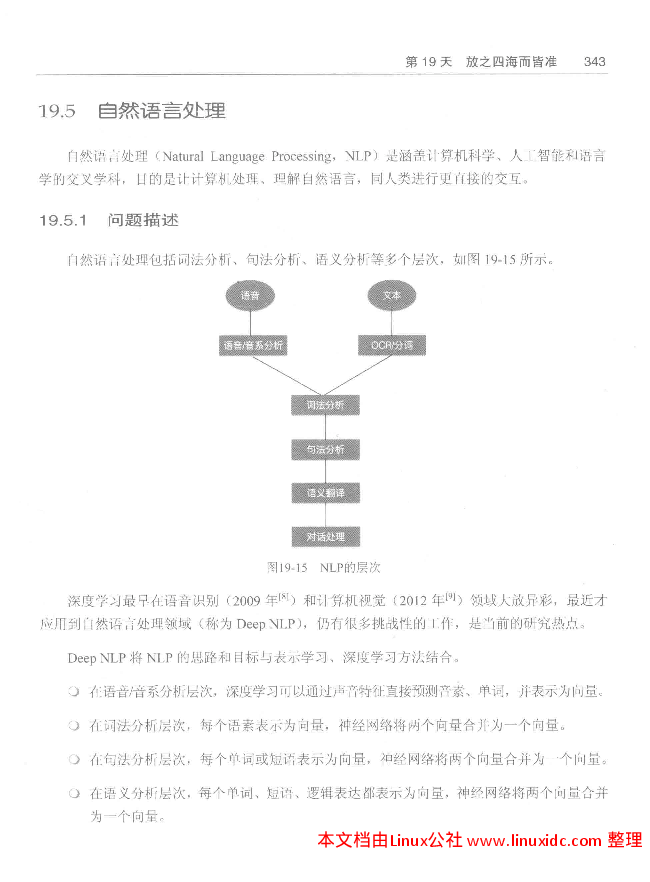 第 19 天 放之四海而皆准 343
19.5 自然语言处理
自然语言处理（Natural Language Processing，NLP）是涵盖计算机科学、人工智能和语言
学的交叉学科，目的是让计算机处理、理解自然语言，同人类进行更直接的交互。
19.5.1 问题描述
自然语言处理包括词法分析、句法分析、语义分析等多个层次，如图 19-15 所示。
语音 文本
语音/音系分析 OCR/分词
词法分析
句法分析
语义翻译
对话处理
图19-15 NLP的层次
深度学习最早在语音识别（2009 年[8]）和计算机视觉（2012 年[9]）领域大放异彩，最近才
应用到自然语言处理领域（称为 Deep NLP），仍有很多挑战性的工作，是当前的研究热点。
Deep NLP 将 NLP 的思路和目标与表示学习、深度学习方法结合。
❍ 在语音/音系分析层次，深度学习可以通过声音特征直接预测音素、单词，并表示为向量。
❍ 在词法分析层次，每个语素表示为向量，神经网络将两个向量合并为一个向量。
❍ 在句法分析层次，每个单词或短语表示为向量，神经网络将两个向量合并为一个向量。
❍ 在语义分析层次，每个单词、短语、逻辑表达都表示为向量，神经网络将两个向量合并
为一个向量。
本文档由Linux公社 www.linuxidc.com 整理